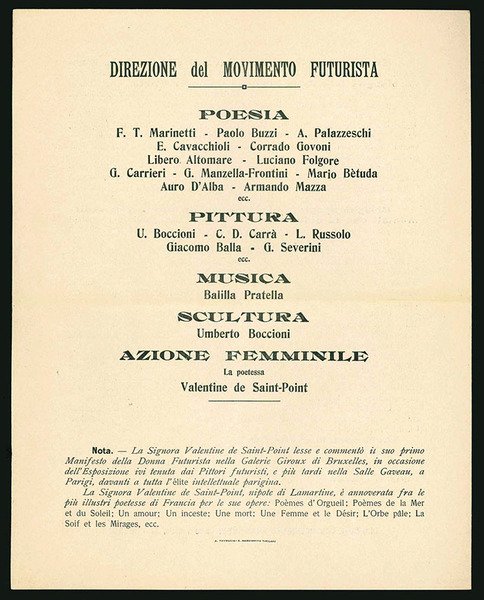 DIREZIONE del MOVIMENTO FUTURISTA
POESIA
F. T. Marinetti - Paolo Buzzi - A. Palazzeschi
E. Cavacchioli - Corrado Govoni
Libero Altomare - Luciano Folgore
G. Carrieri - G. Manzella-Frontini - Mario Bètuda
Auro D'Alba - Armando Mazza
ecc.
PITTURA
U. Boccioni - C. D. Carrà - L. Russolo
Giacomo Balla - G. Severini
ecc.
MUSICA
Balilla Pratella
SCULTURA
Umberto Boccioni
AZIONE FEMMINILE
La poetessa
Valentine de Saint-Point
Nota. — La Signora Valentine de Saint-Point lesse e commentò il suo primo
Manifesto della Donna Futurista nella Galerie Giroux di Bruxelles, in occasione
dell'Esposizione ivi tenuta dai Pittori futuristi, e più tardi nella Salle Gaveau, a
Parigi, davanti a tutta l'élite intellettuale parigina.
La Signora Valentine de Saint-Point, nipote di Lamartine, è annoverata fra le
più illustri poetesse di Francia per le sue opere: Poèmes d'Orgueil; Poèmes de la Mer
et du Soleil; Un amour; Un inceste; Une mort; Une Femme et le Désir; L'Orbe pâle; La
Soif et les Mirages, ecc.